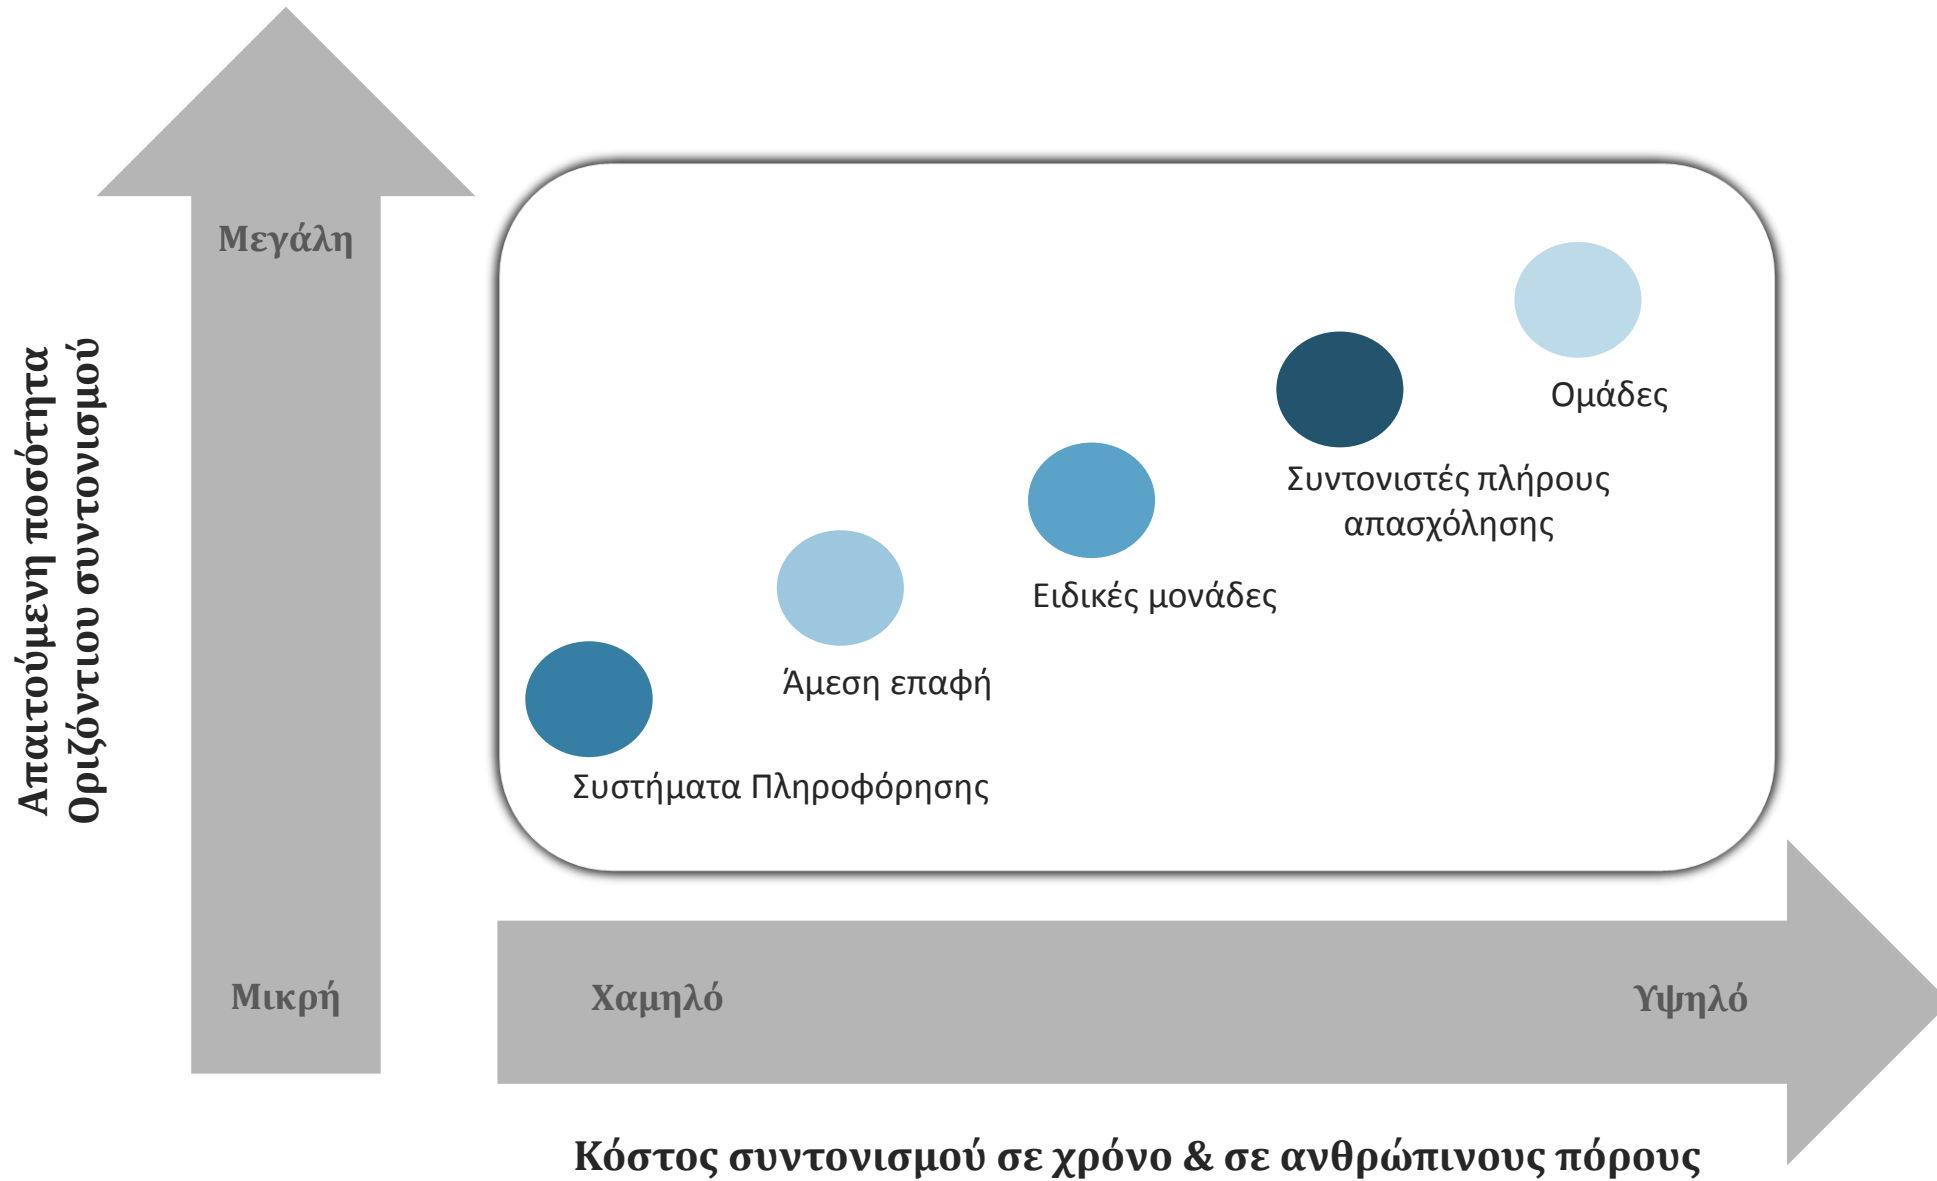 Μεγάλη
Απαιτούμενη ποσότητα
Οριζόντιου συντονισμού
Ομάδες
Συντονιστές πλήρους
απασχόλησης
Ειδικές μονάδες
Άμεση επαφή
Συστήματα Πληροφόρησης
Μικρή
Χαμηλό
Υψηλό
Κόστος συντονισμού σε χρόνο & σε ανθρώπινους πόρους